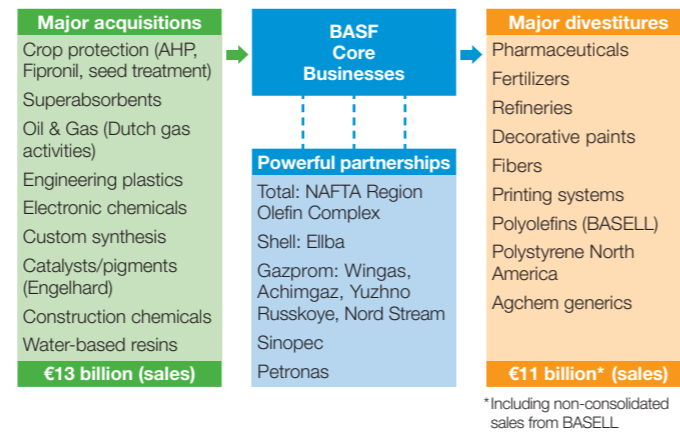 Major acquisitions
Crop protection (AHP,
Fipronil, seed treatment)
Superabsorbents
Oil & Gas (Dutch gas
activities)
Engineering plastics
Electronic chemicals
Custom synthesis
Catalysts/pigments
(Engelhard)
Construction chemicals
Water-based resins
€13 billion (sales)
BASF
Core
Businesses
Powerful partnerships
Total: NAFTA Region
Olefin Complex
Shell: Ellba
Gazprom: Wingas,
Achimgaz, Yuzhno
Russkoye, Nord Stream
Sinopec
Petronas
Major divestitures
Pharmaceuticals
Fertilizers
Refineries
Decorative paints
Fibers
Printing systems
Polyolefins (BASELL)
Polystyrene North
America
Agchem generics
€11 billion* (sales)
*Including non-consolidated
sales from BASELL